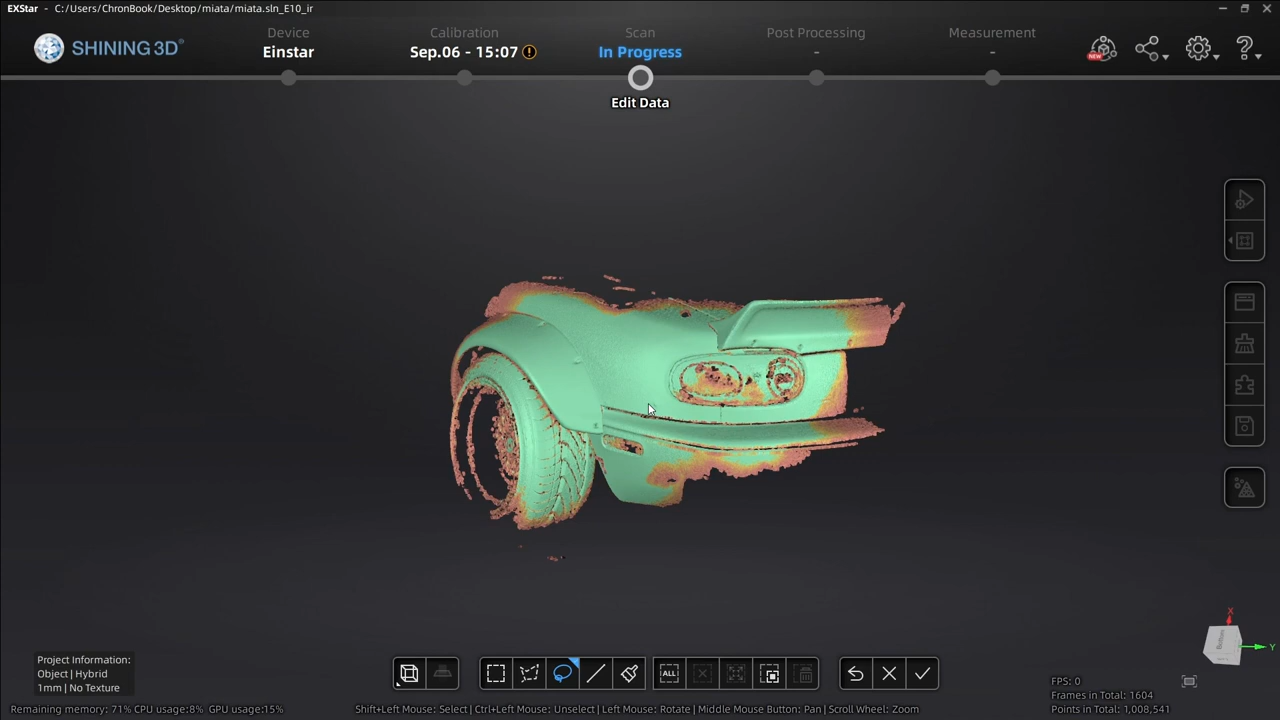 EXStar - C:/Users/ChronBook/Desktop/miata/miata.sln_E10_ir
Device
Calibration
Scan
Post Processing
Measurement
SHINING 3D®
Einstar
Sep.06 - 15:07
In Progress
-
-
NEW
Edit Data
Project Information:
Object | Hybrid
1mm | No Texture
ALL
X
Y
FPS: 0
Frames in Total: 1604
Points in Total: 1,008,541
Remaining memory: 71% CPU usage:8% GPU usage:15%
Shift+Left Mouse: Select | Ctrl+Left Mouse: Unselect | Left Mouse: Rotate | Middle Mouse Button: Pan | Scroll Wheel: Zoom